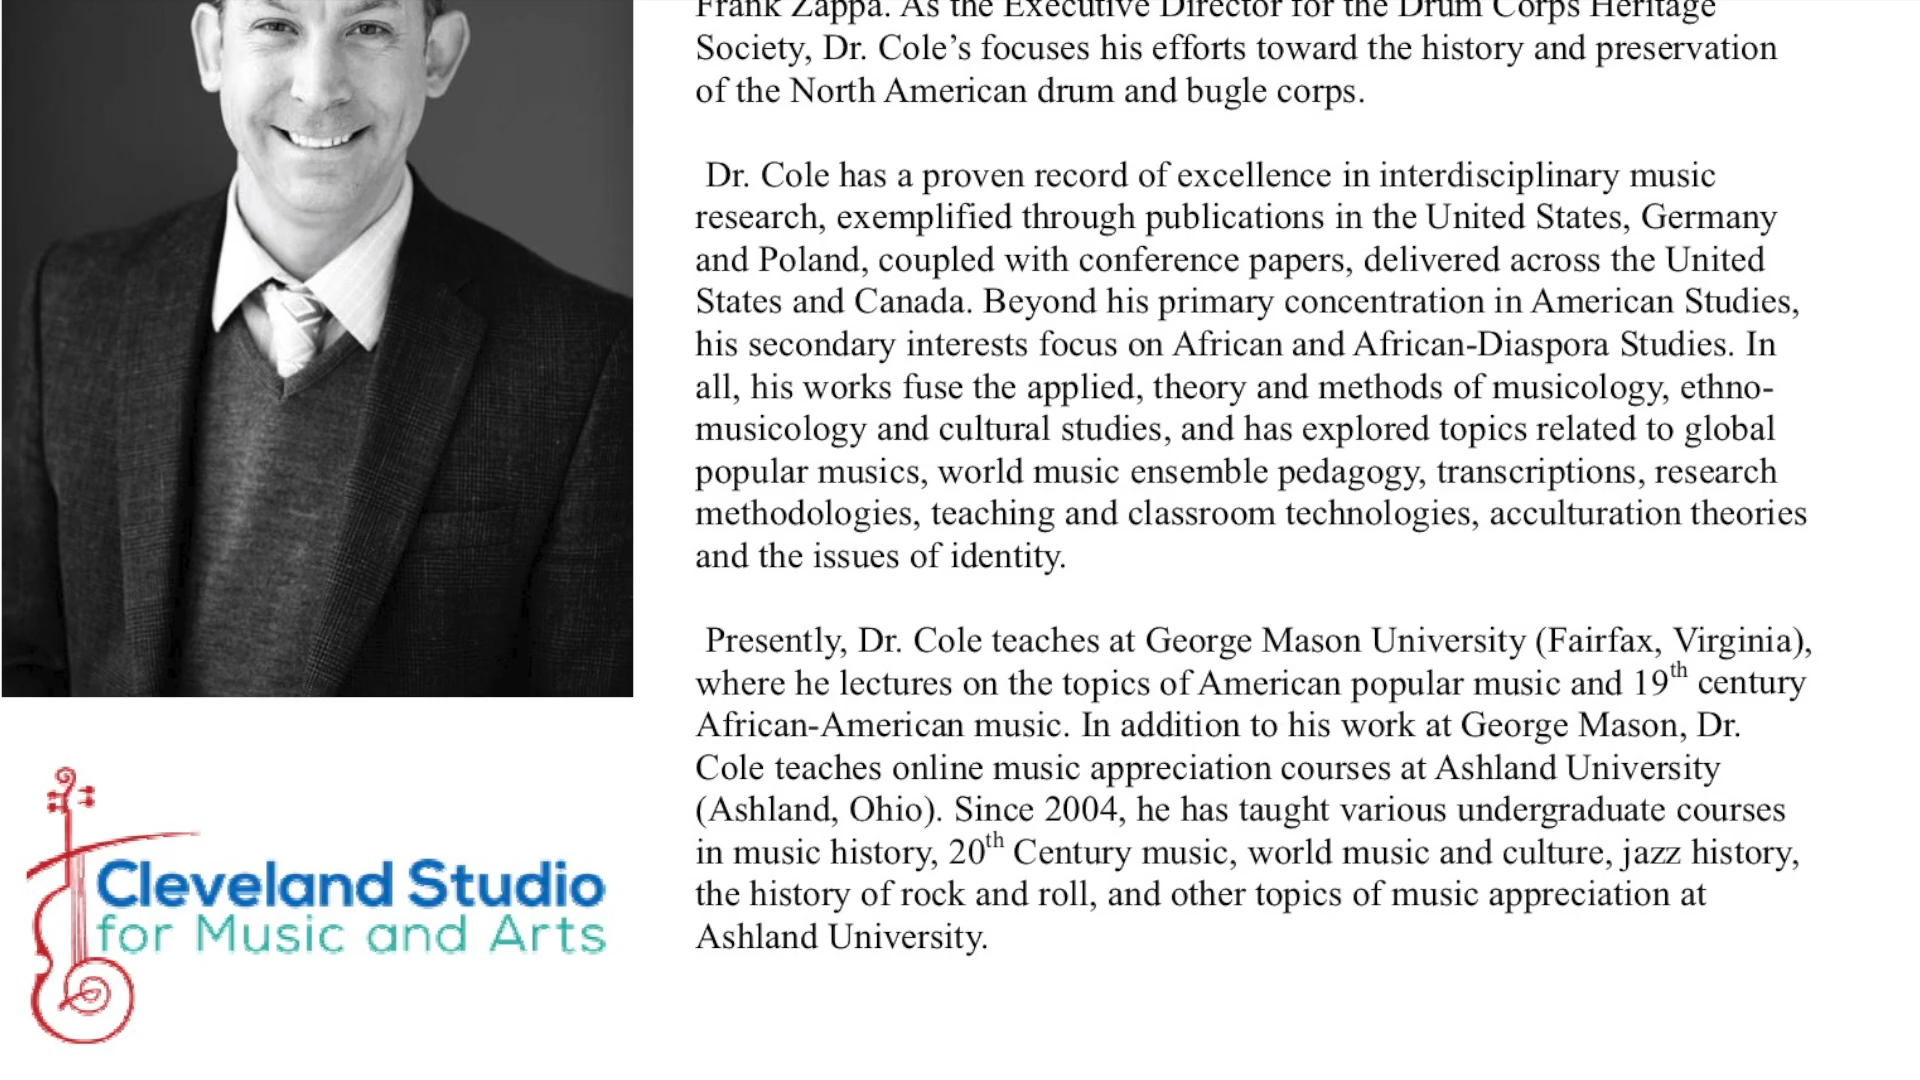 Frank Zappa. As the Executive Director for the Drum Corps Heritage
Society, Dr. Cole’s focuses his efforts toward the history and preservation
of the North American drum and bugle corps.
Dr. Cole has a proven record of excellence in interdisciplinary music
research, exemplified through publications in the United States, Germany
and Poland, coupled with conference papers, delivered across the United
States and Canada. Beyond his primary concentration in American Studies,
his secondary interests focus on African and African-Diaspora Studies. In
all, his works fuse the applied, theory and methods of musicology, ethno-
musicology and cultural studies, and has explored topics related to global
popular musics, world music ensemble pedagogy, transcriptions, research
methodologies, teaching and classroom technologies, acculturation theories
and the issues of identity.
Presently, Dr. Cole teaches at George Mason University (Fairfax, Virginia),
where he lectures on the topics of American popular music and 19th century
African-American music. In addition to his work at George Mason, Dr.
Cole teaches online music appreciation courses at Ashland University
(Ashland, Ohio). Since 2004, he has taught various undergraduate courses
in music history, 20th Century music, world music and culture, jazz history,
the history of rock and roll, and other topics of music appreciation at
Ashland University.
Cleveland Studio
for Music and Arts